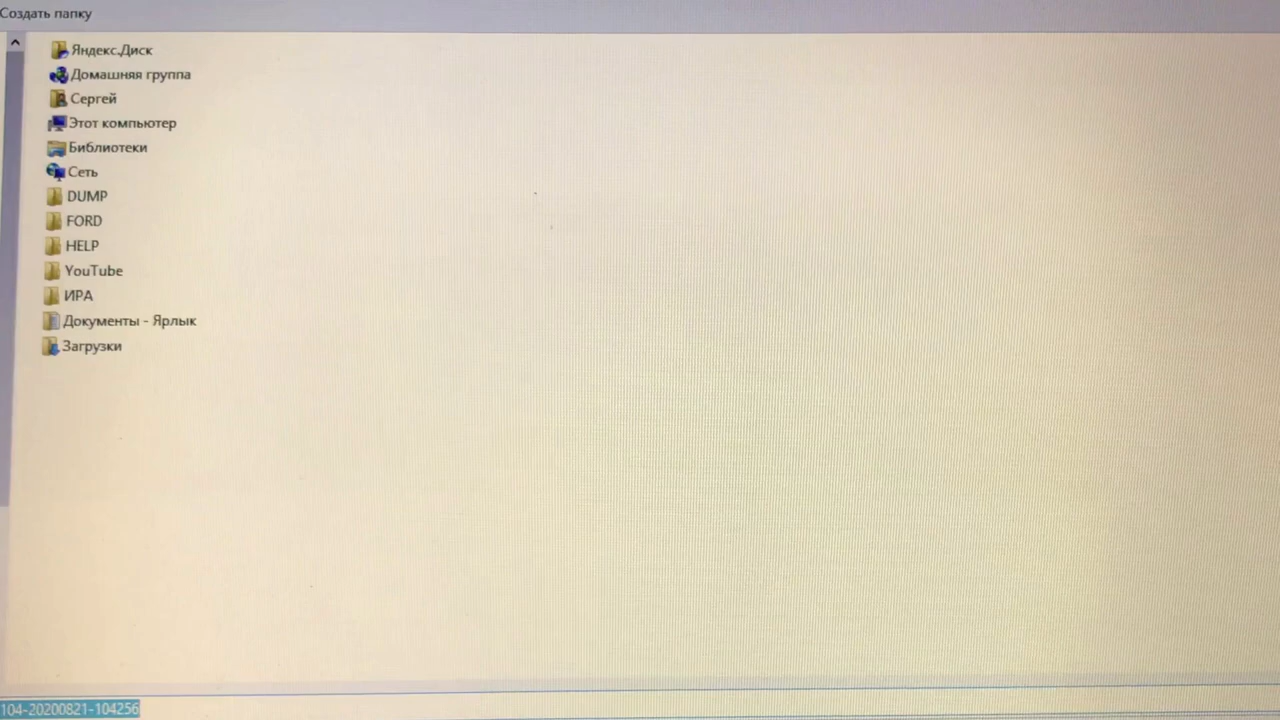 Создать папку
Яндекс.Диск
Домашняя группа
Сергей
Этот компьютер
Библиотеки
Сеть
DUMP
FORD
HELP
YouTube
ИРА
Документы - Ярлык
Загрузки
104-20200821-104256